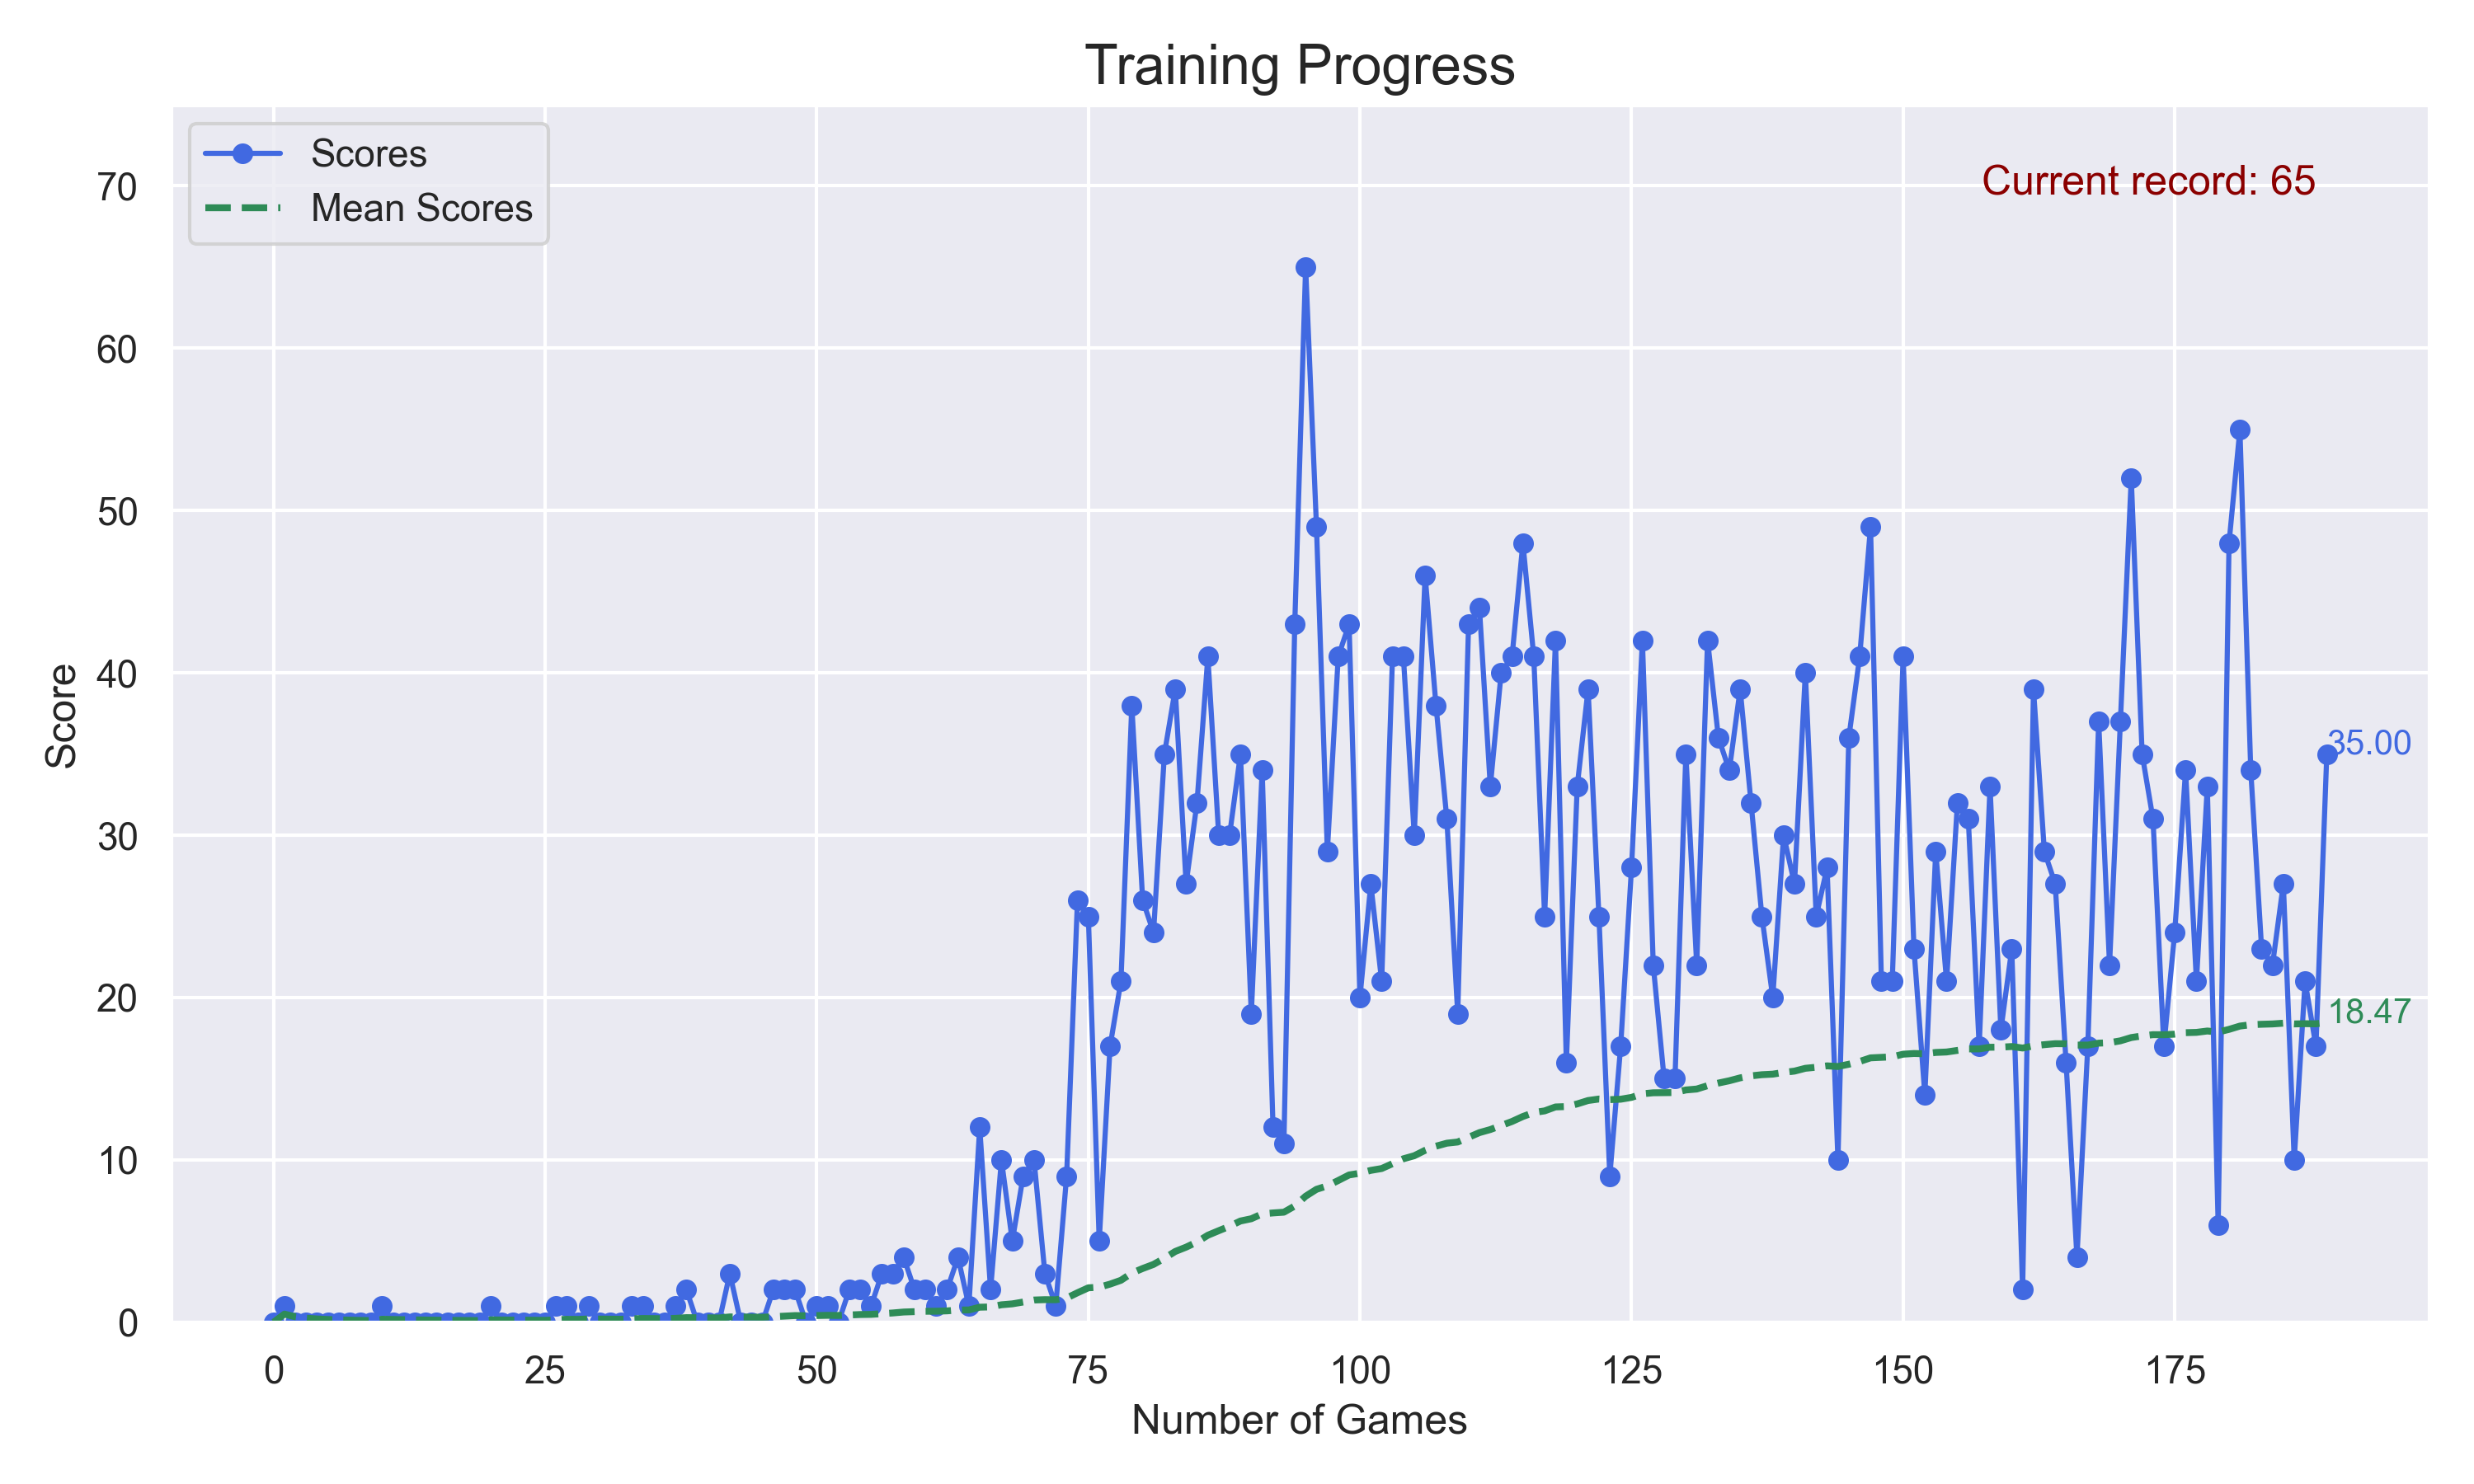 Training Progress
Scores
Mean Scores
Current record: 65
70
60
50
40
30
20
10
0
Score
35.00
18.47
0 25 50 75 100 125 150 175
Number of Games